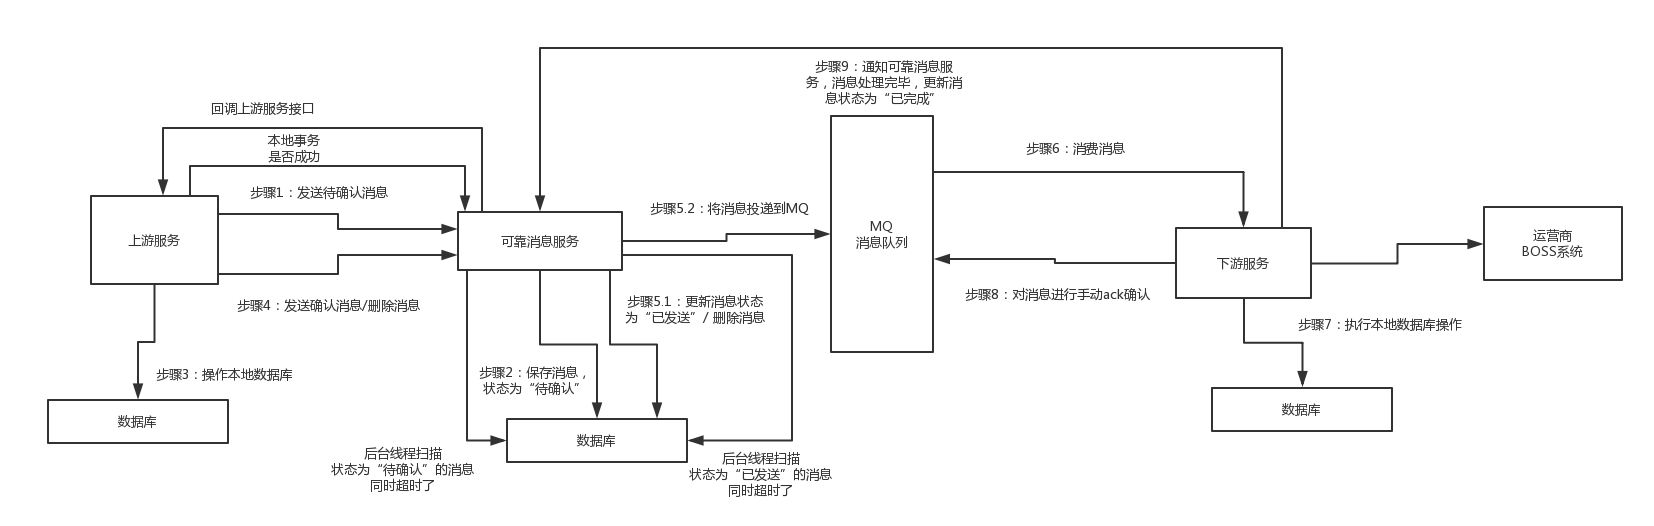 步骤9：通知可靠消息服
务，消息处理完毕，更新消
息状态为“已完成”
回调上游服务接口
本地事务
是否成功
步骤1：发送待确认消息
步骤6：消费消息
步骤5.2：将消息投递到MQ
上游服务
可靠消息服务
MQ
消息队列
下游服务
运营商
BOSS系统
步骤4：发送确认消息/删除消息
步骤5.1：更新消息状态
为“已发送”/ 删除消息
步骤8：对消息进行手动ack确认
步骤7：执行本地数据库操作
步骤3：操作本地数据库
步骤2：保存消息，
状态为“待确认”
数据库
数据库
数据库
后台线程扫描
状态为“待确认”的消息
同时超时了
后台线程扫描
状态为“已发送”的消息
同时超时了